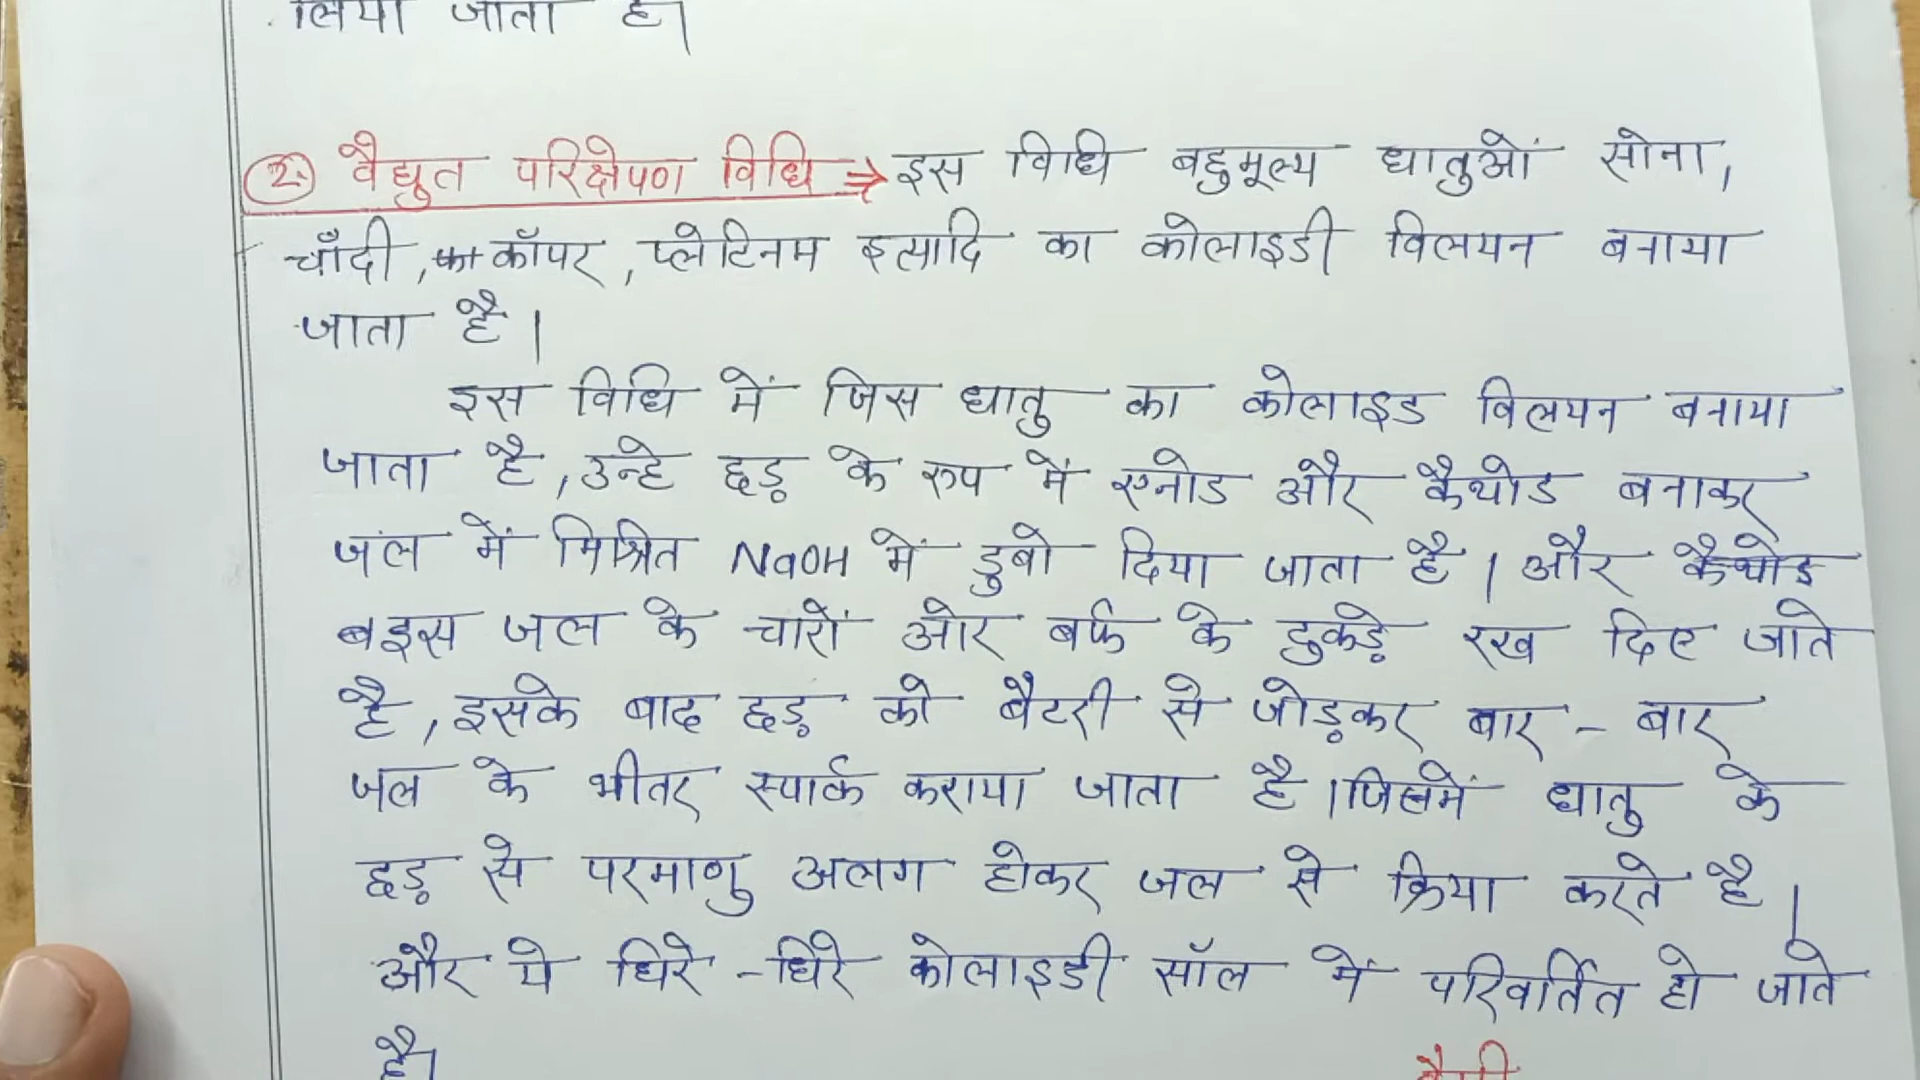 लिया जाता है।
2. वैद्युत परिक्षेपण विधि ⇒ इस विधि बहुमूल्य धातुओं सोना,
चाँदी, का कॉपर, प्लेटिनम इत्यादि का कोलाइडी विलयन बनाया
जाता है।
इस विधि में जिस धातु का कोलाइड विलयन बनाया
जाता है, उन्हे छड़ के रूप में एनोड और कैथोड बनाकर
जल में मिश्रित NaOH में डुबो दिया जाता है। और कैथोड
ब इस जल के चारों ओर बर्फ के टुकड़े रख दिए जाते
है, इसके बाद छड़ को बैटरी से जोड़कर बार - बार
जल के भीतर स्पार्क कराया जाता है। जिसमें धातु के
छड़ से परमाणु अलग होकर जल से क्रिया करते है।
और ये धिरे - धिरे कोलाइडी सॉल में परिवर्तित हो जाते
है।